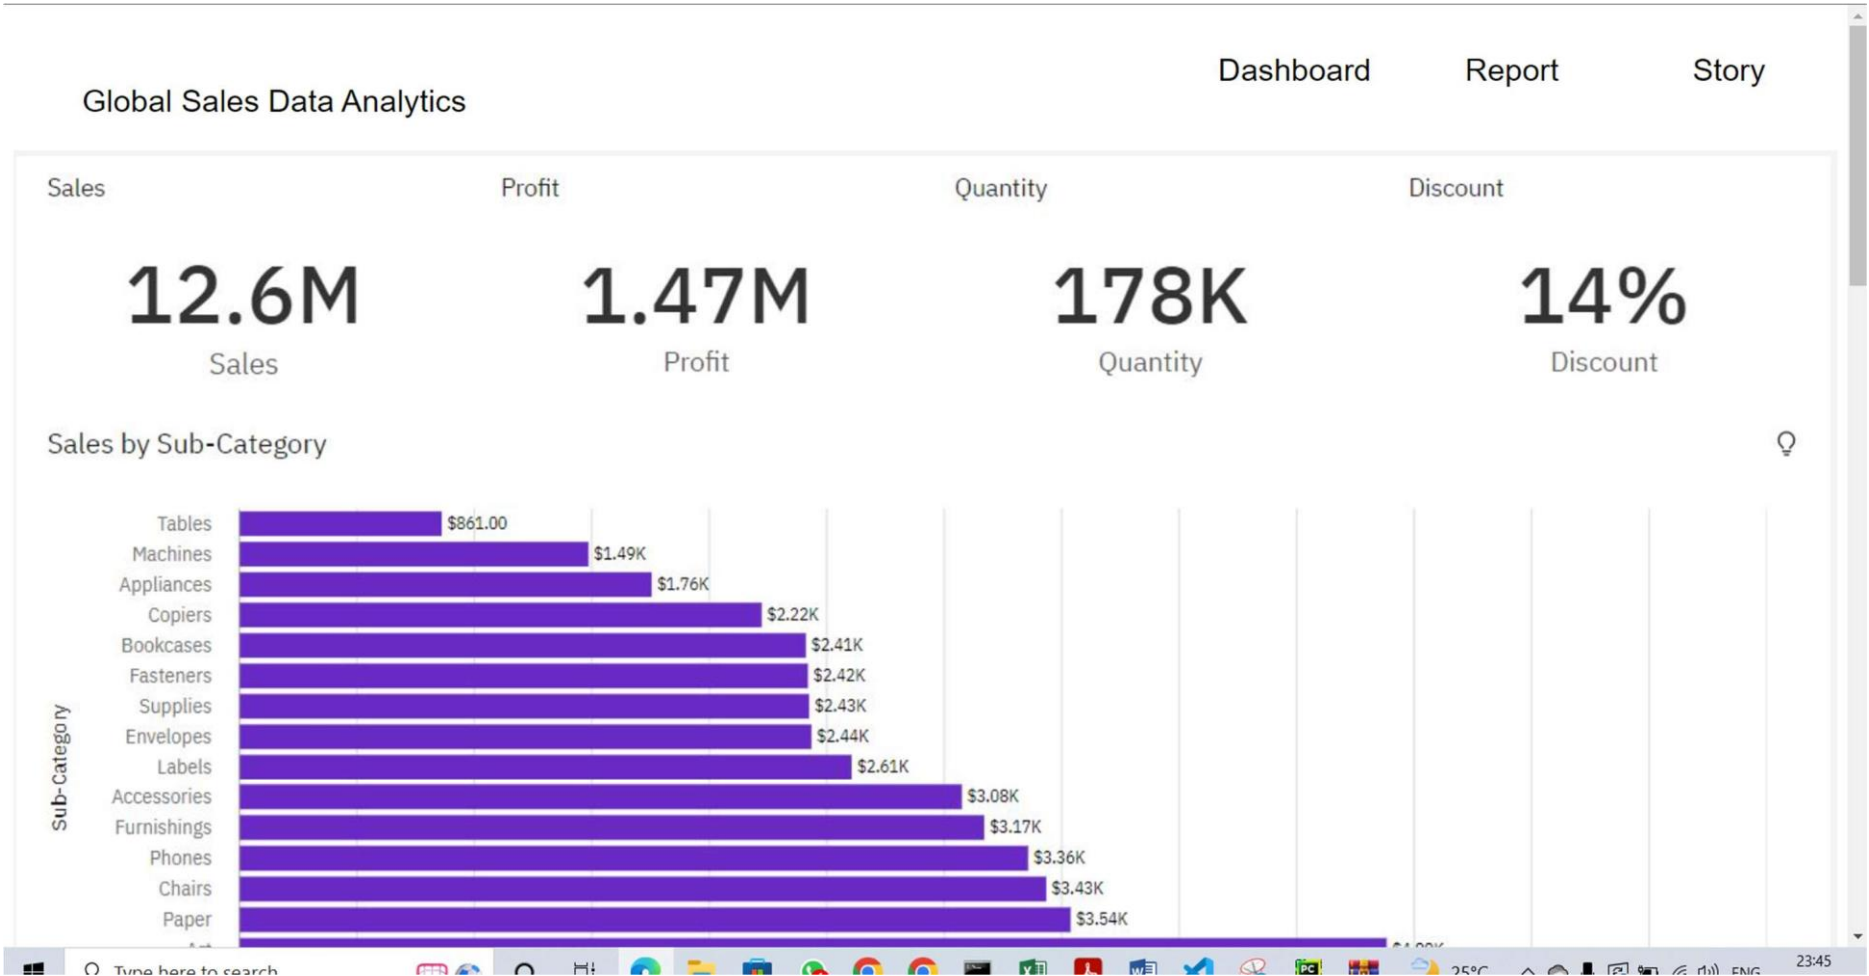 Dashboard Report Story
Global Sales Data Analytics
Sales Profit Quantity Discount
12.6M 1.47M 178K 14%
Sales Profit Quantity Discount
Sales by Sub-Category
Sub-Category
Tables $861.00
Machines $1.49K
Appliances $1.76K
Copiers $2.22K
Bookcases $2.41K
Fasteners $2.42K
Supplies $2.43K
Envelopes $2.44K
Labels $2.61K
Accessories $3.08K
Furnishings $3.17K
Phones $3.36K
Chairs $3.43K
Paper $3.54K
Type here to search 25°C ENG 23:45